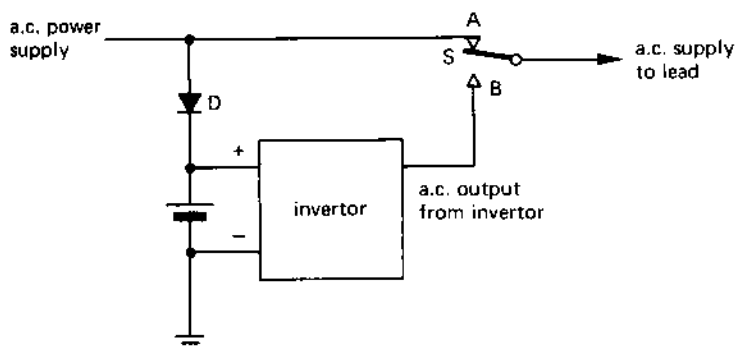 a.c. power
supply
A
S
a.c. supply
to lead
B
D
+
invertor
a.c. output
from invertor
−